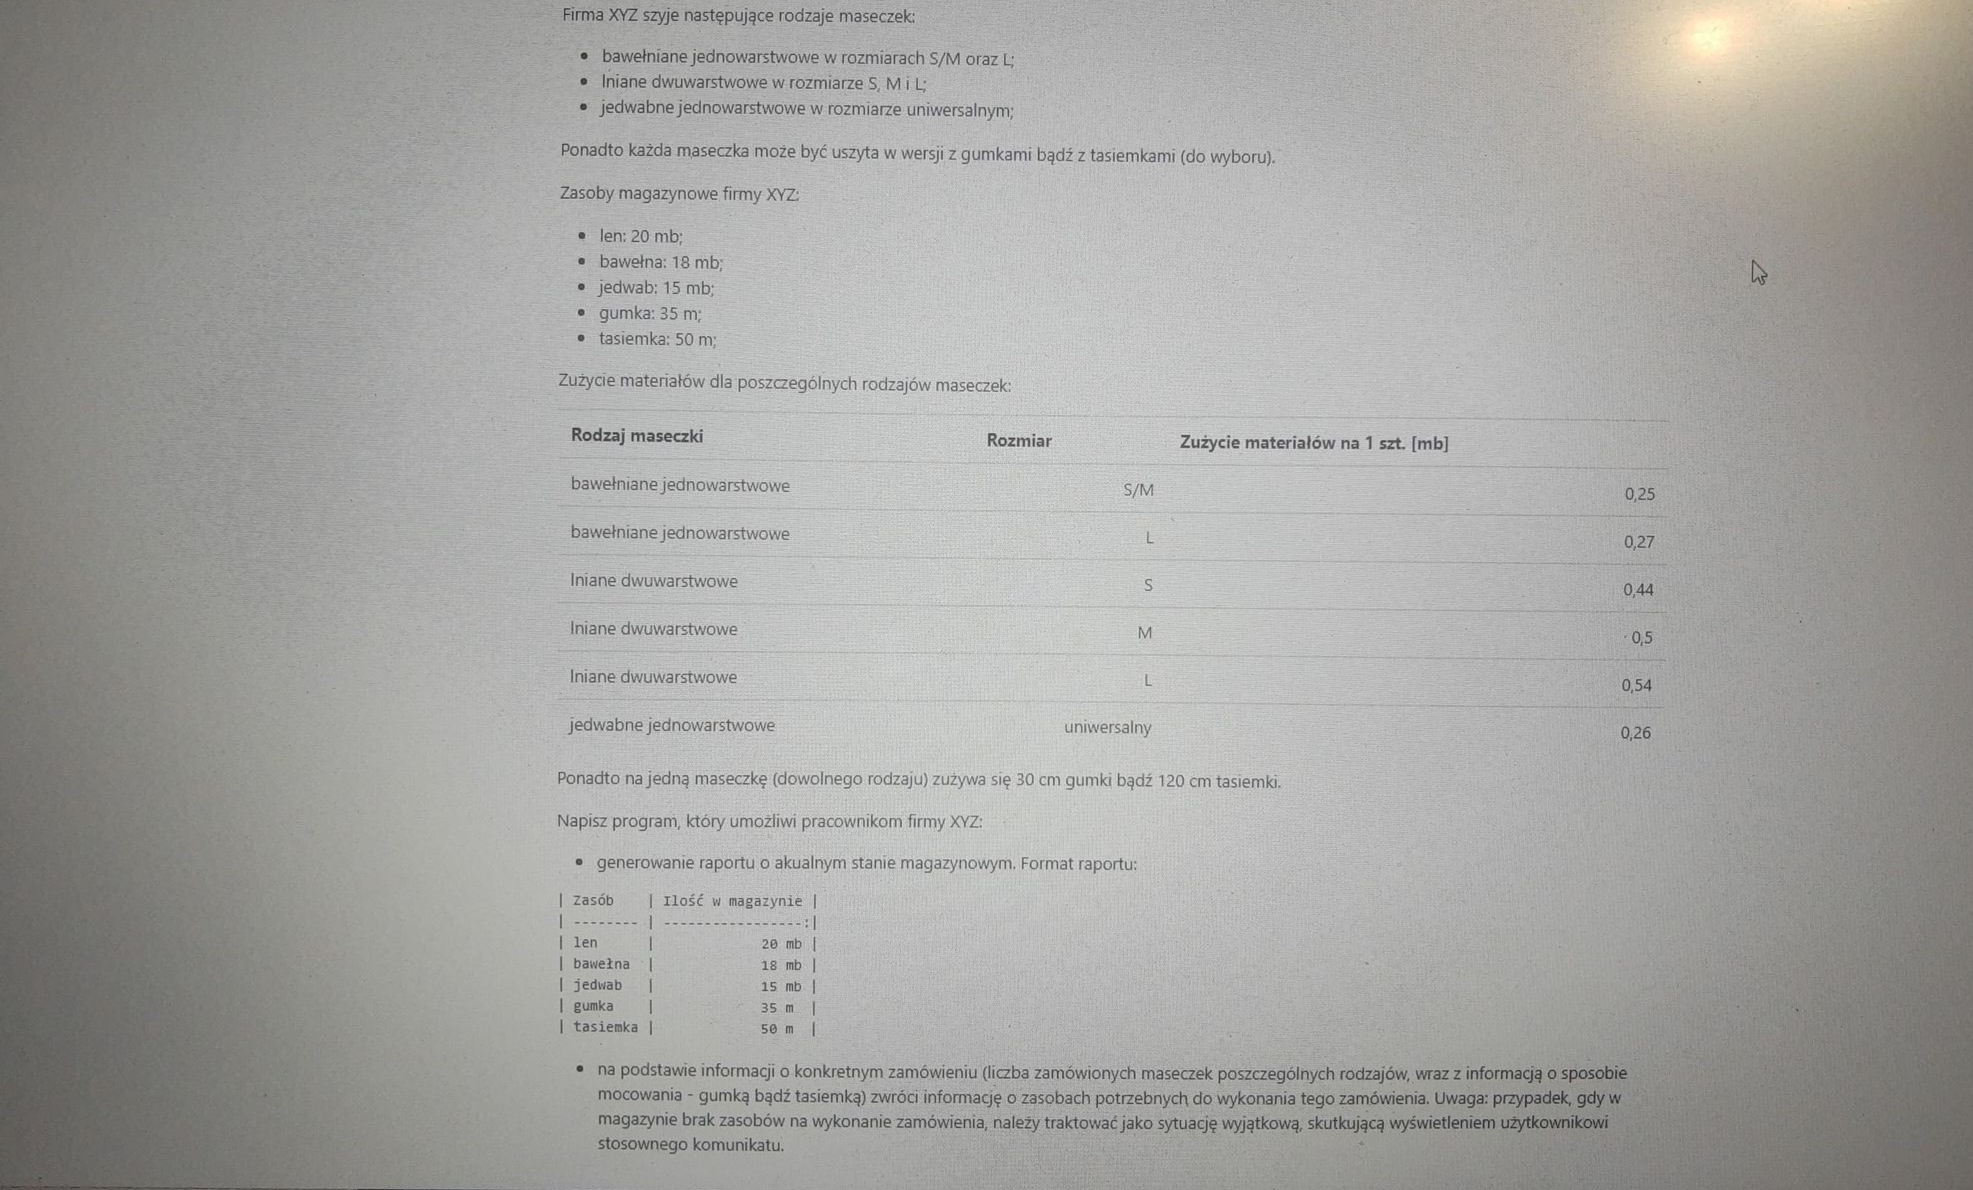 Firma XYZ szyje następujące rodzaje maseczek:
• bawełniane jednowarstwowe w rozmiarach S/M oraz L;
• lniane dwuwarstwowe w rozmiarze S, M i L;
• jedwabne jednowarstwowe w rozmiarze uniwersalnym;
Ponadto każda maseczka może być uszyta w wersji z gumkami bądź z tasiemkami (do wyboru).
Zasoby magazynowe firmy XYZ:
• len: 20 mb;
• bawełna: 18 mb;
• jedwab: 15 mb;
• gumka: 35 m;
• tasiemka: 50 m;
Zużycie materiałów dla poszczególnych rodzajów maseczek:
Rodzaj maseczki Rozmiar Zużycie materiałów na 1 szt. [mb]
bawełniane jednowarstwowe S/M 0,25
bawełniane jednowarstwowe L 0,27
lniane dwuwarstwowe S 0,44
lniane dwuwarstwowe M 0,5
lniane dwuwarstwowe L 0,54
jedwabne jednowarstwowe uniwersalny 0,26
Ponadto na jedną maseczkę (dowolnego rodzaju) zużywa się 30 cm gumki bądź 120 cm tasiemki.
Napisz program, który umożliwi pracownikom firmy XYZ:
• generowanie raportu o akualnym stanie magazynowym. Format raportu:
| Zasób | Ilość w magazynie |
| -------- | -----------------:|
| len | 20 mb |
| bawełna | 18 mb |
| jedwab | 15 mb |
| gumka | 35 m |
| tasiemka | 50 m |
• na podstawie informacji o konkretnym zamówieniu (liczba zamówionych maseczek poszczególnych rodzajów, wraz z informacją o sposobie
mocowania - gumką bądź tasiemką) zwróci informację o zasobach potrzebnych do wykonania tego zamówienia. Uwaga: przypadek, gdy w
magazynie brak zasobów na wykonanie zamówienia, należy traktować jako sytuację wyjątkową, skutkującą wyświetleniem użytkownikowi
stosownego komunikatu.